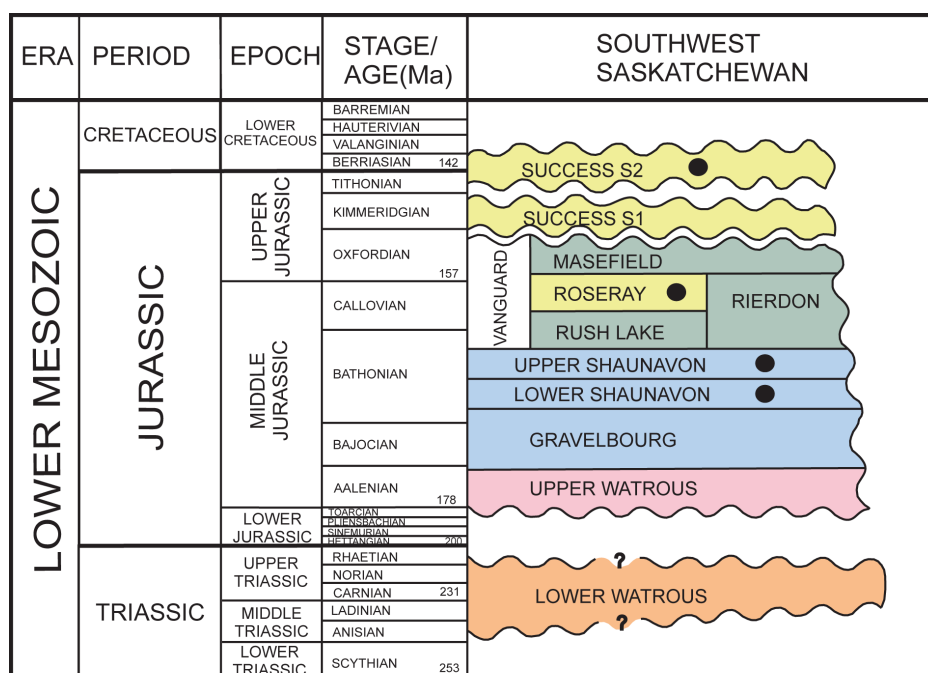 ERA
PERIOD
EPOCH
STAGE/
AGE(Ma)
SOUTHWEST
SASKATCHEWAN
LOWER MESOZOIC
CRETACEOUS
LOWER
CRETACEOUS
BARREMIAN
HAUTERIVIAN
VALANGINIAN
BERRIASIAN 142
JURASSIC
UPPER
JURASSIC
TITHONIAN
KIMMERIDGIAN
OXFORDIAN
157
MIDDLE
JURASSIC
CALLOVIAN
BATHONIAN
BAJOCIAN
AALENIAN
178
LOWER
JURASSIC
TOARCIAN
PLIENSBACHIAN
SINEMURIAN
HETTANGIAN 200
TRIASSIC
UPPER
TRIASSIC
RHAETIAN
NORIAN
CARNIAN 231
MIDDLE
TRIASSIC
LADINIAN
ANISIAN
LOWER
TRIASSIC
SCYTHIAN 253
SUCCESS S2
SUCCESS S1
VANGUARD
MASEFIELD
ROSERAY
RIERDON
RUSH LAKE
UPPER SHAUNAVON
LOWER SHAUNAVON
GRAVELBOURG
UPPER WATROUS
?
LOWER WATROUS
?